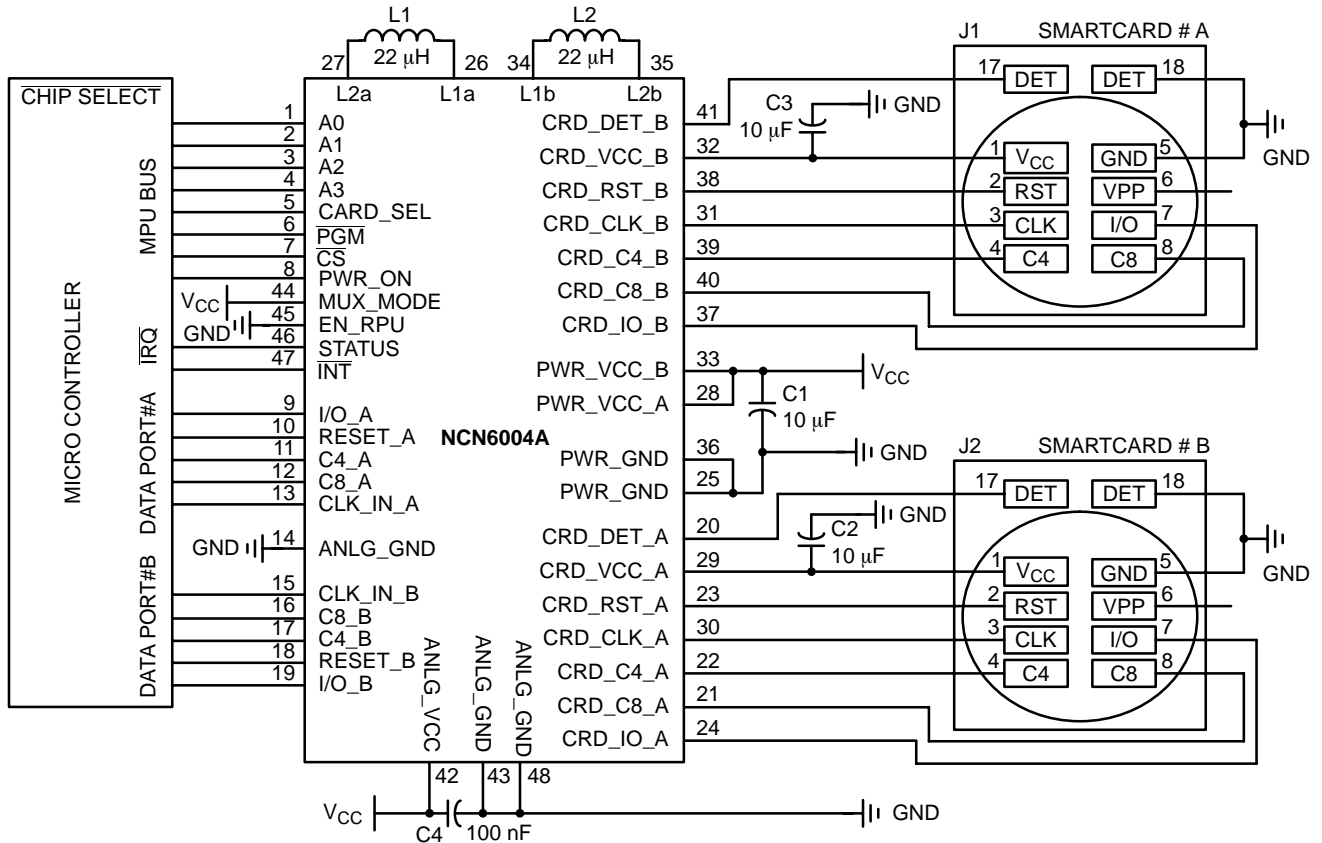 L1
22 μH
27
26
L2a
L1a
L2
22 μH
34
35
L1b
L2b
CHIP SELECT
MPU BUS
MICRO CONTROLLER
IRQ
DATA PORT#A
DATA PORT#B
1 A0
2 A1
3 A2
4 A3
5 CARD_SEL
6 PGM
7 CS
8 PWR_ON
VCC 44 MUX_MODE
GND 45 EN_RPU
46 STATUS
47 INT
9 I/O_A
10 RESET_A
11 C4_A
12 C8_A
13 CLK_IN_A
GND 14 ANLG_GND
15 CLK_IN_B
16 C8_B
17 C4_B
18 RESET_B
19 I/O_B
NCN6004A
CRD_DET_B 41
CRD_VCC_B 32
CRD_RST_B 38
CRD_CLK_B 31
CRD_C4_B 39
CRD_C8_B 40
CRD_IO_B 37
PWR_VCC_B 33
PWR_VCC_A 28
PWR_GND 36
PWR_GND 25
CRD_DET_A 20
CRD_VCC_A 29
CRD_RST_A 23
CRD_CLK_A 30
CRD_C4_A 22
CRD_C8_A 21
CRD_IO_A 24
ANLG_VCC
ANLG_GND
ANLG_GND
42
43
48
VCC
C4
100 nF
GND
C3
10 μF
GND
VCC
C1
10 μF
GND
C2
10 μF
GND
J1 SMARTCARD # A
17 DET DET 18
1 VCC GND 5
2 RST VPP 6
3 CLK I/O 7
4 C4 C8 8
GND
J2 SMARTCARD # B
17 DET DET 18
1 VCC GND 5
2 RST VPP 6
3 CLK I/O 7
4 C4 C8 8
GND